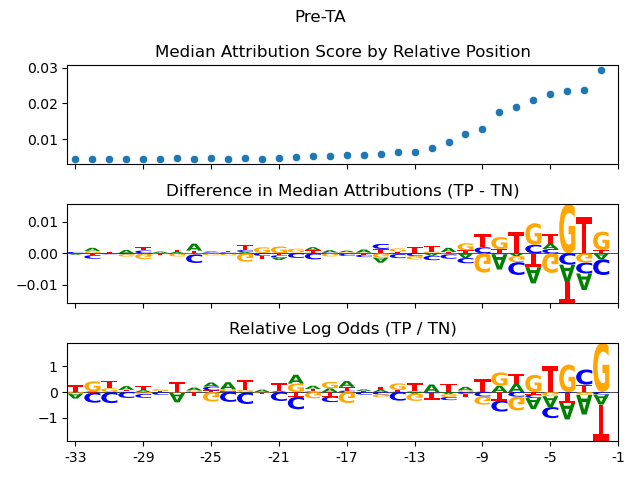 Pre-TA
Median Attribution Score by Relative Position
0.03
0.02
0.01
Difference in Median Attributions (TP - TN)
0.01
0.00
−0.01
Relative Log Odds (TP / TN)
1
0
−1
-33 -29 -25 -21 -17 -13 -9 -5 -1